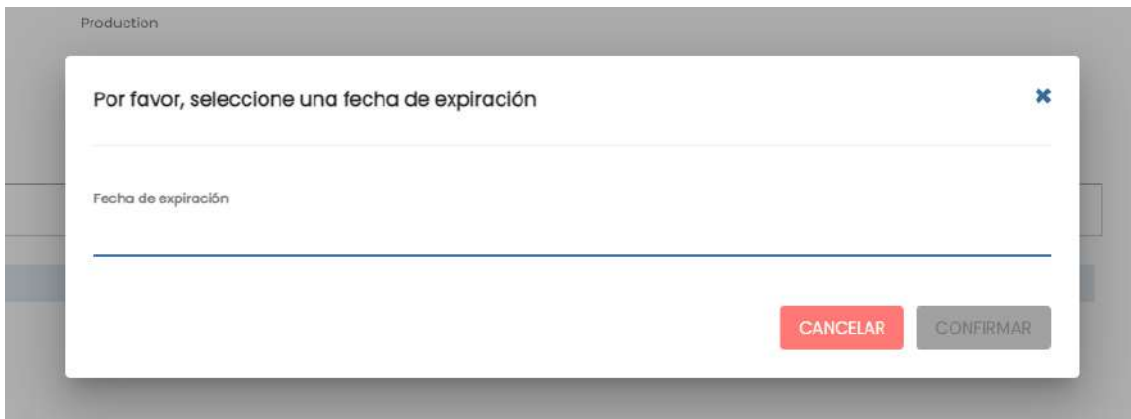 Production
Por favor, seleccione una fecha de expiración
Fecha de expiración
CANCELAR
CONFIRMAR